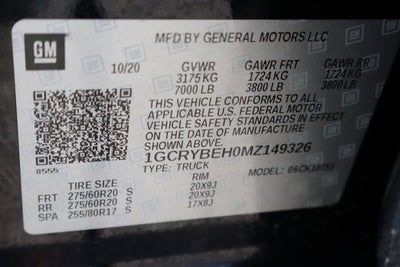 GM
MFD BY GENERAL MOTORS LLC
10/20 GVWR GAWR FRT GAWR RR
3175 KG 1724 KG 1724 KG
7000 LB 3800 LB 3800 LB
THIS VEHICLE CONFORMS TO ALL
APPLICABLE U.S. FEDERAL MOTOR
VEHICLE SAFETY STANDARDS IN EFFECT
ON THE DATE OF MANUFACTURE
SHOWN ABOVE.
1GCRYBEH0MZ149326
8555 TYPE: TRUCK MODEL:
TIRE SIZE RIM
FRT 275/60R20 S 20X9J
RR 275/60R20 S 20X9J
SPA 255/80R17 S 17X8J